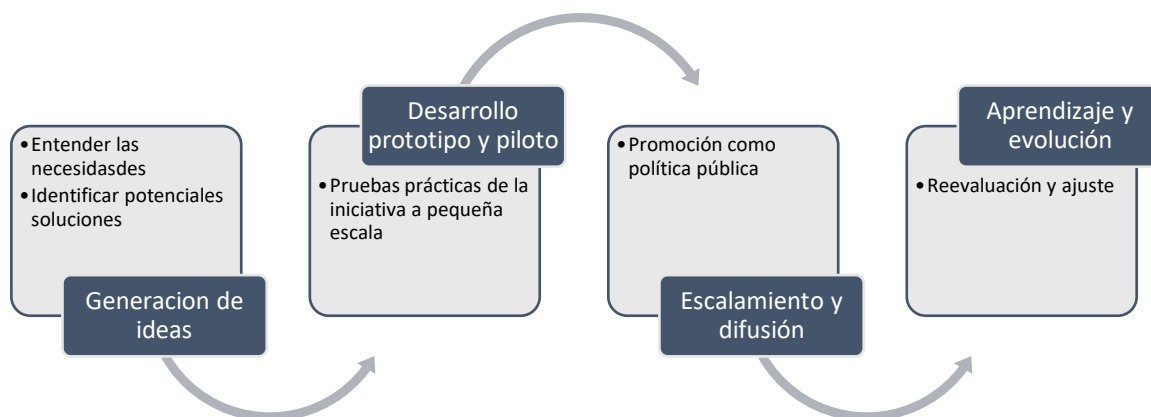 • Entender las
necesidasdes
• Identificar potenciales
soluciones
Generacion de
ideas
Desarrollo
prototipo y piloto
• Pruebas prácticas de la
iniciativa a pequeña
escala
• Promoción como
política pública
Escalamiento y
difusión
Aprendizaje y
evolución
• Reevaluación y ajuste